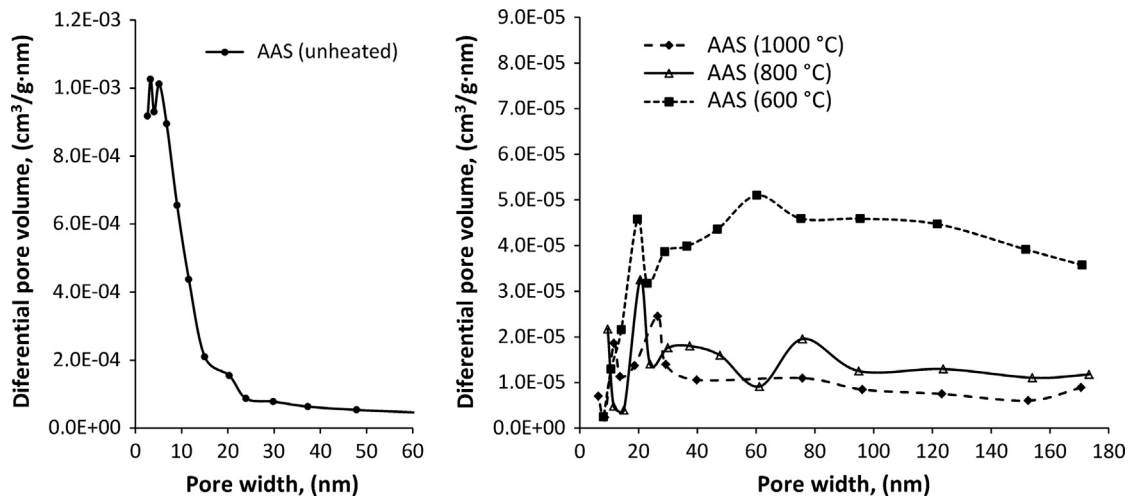 Diferential pore volume, (cm³/g·nm)
1.2E-03
1.0E-03
8.0E-04
6.0E-04
4.0E-04
2.0E-04
0.0E+00
AAS (unheated)
0 10 20 30 40 50 60
Pore width, (nm)
Diferential pore volume, (cm³/g·nm)
9.0E-05
8.0E-05
7.0E-05
6.0E-05
5.0E-05
4.0E-05
3.0E-05
2.0E-05
1.0E-05
0.0E+00
AAS (1000 °C)
AAS (800 °C)
AAS (600 °C)
0 20 40 60 80 100 120 140 160 180
Pore width, (nm)